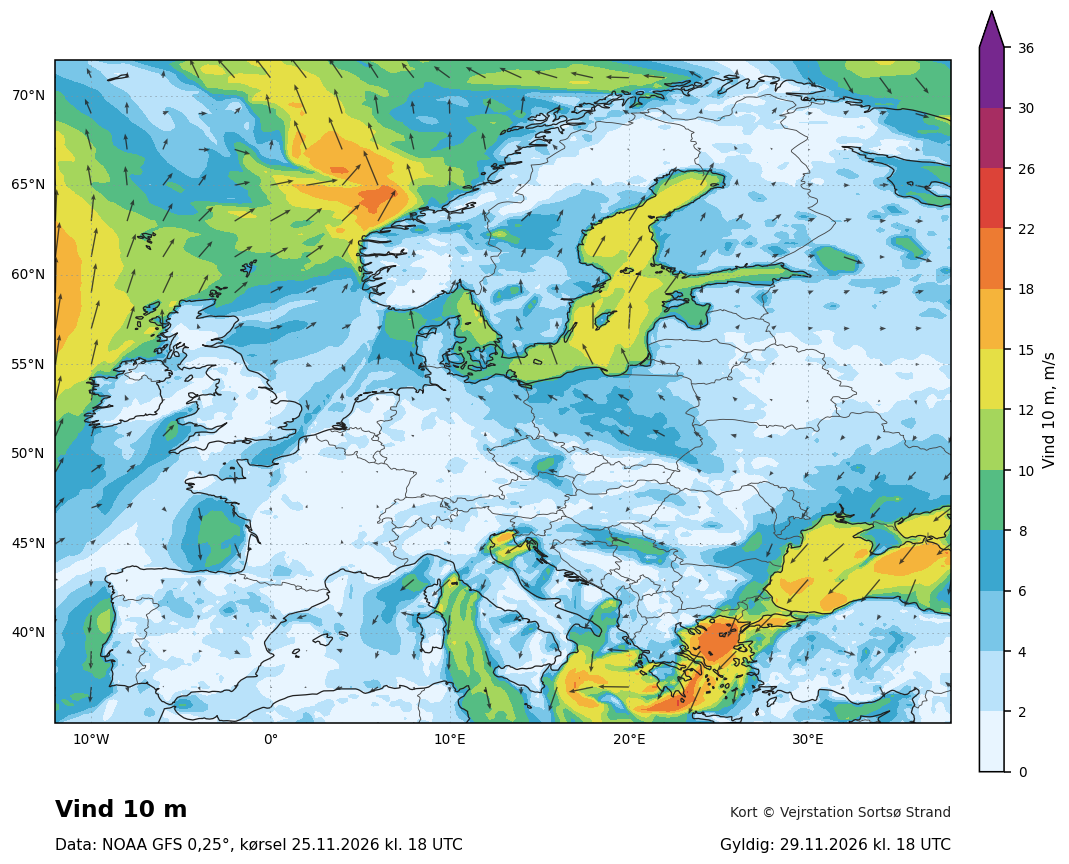 70°N
65°N
60°N
55°N
50°N
45°N
40°N
10°W
0°
10°E
20°E
30°E
36
30
26
22
18
15
12
10
8
6
4
2
0
Vind 10 m, m/s
Vind 10 m
Kort © Vejrstation Sortsø Strand
Data: NOAA GFS 0,25°, kørsel 25.11.2026 kl. 18 UTC
Gyldig: 29.11.2026 kl. 18 UTC